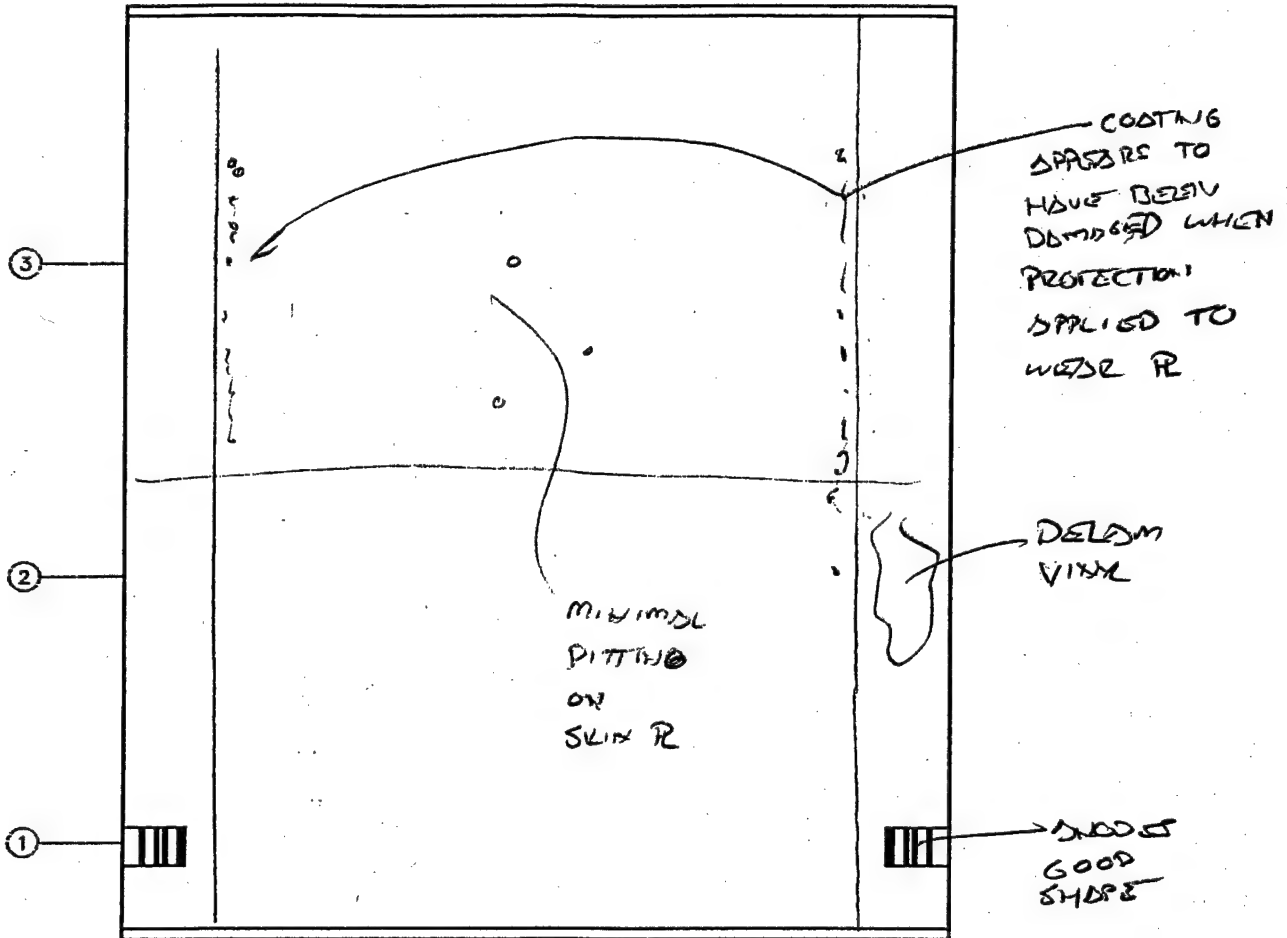 COATING
APPEARS TO
HAVE BEEN
DAMAGED WHEN
PROTECTION
APPLIED TO
WEAR PL
3
2
DELAM
VINYL
MINIMAL
PITTING
ON
SKIN PL
1
ANODES
GOOD
SHAPE